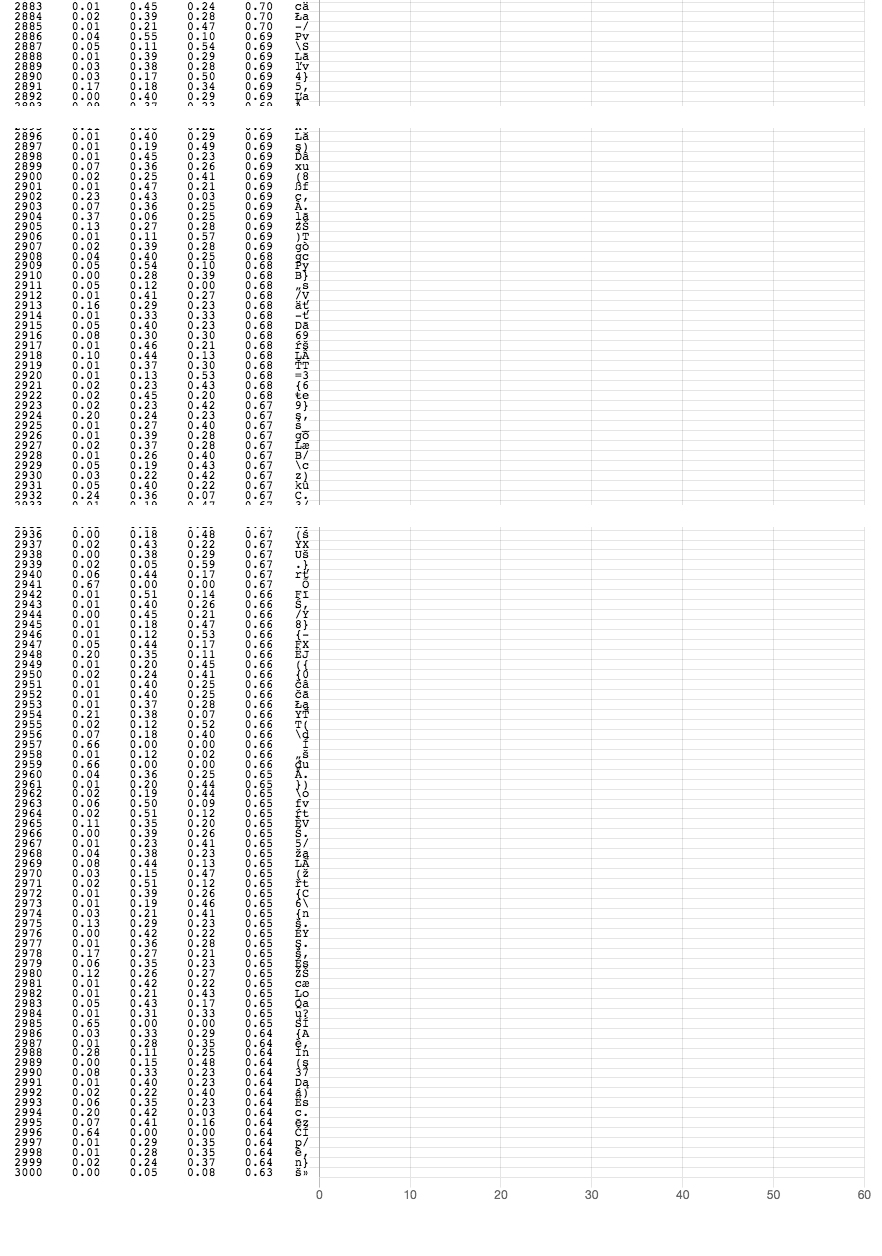 2883 0.01 0.45 0.24 0.70 cä
2884 0.02 0.39 0.28 0.70 Ła
2885 0.01 0.21 0.47 0.70 -/
2886 0.04 0.55 0.10 0.69 Pv
2887 0.05 0.11 0.54 0.69 \S
2888 0.01 0.39 0.29 0.69
2889 0.03 0.38 0.28 0.69 ľv
2890 0.03 0.17 0.50 0.69 4}
2891 0.17 0.18 0.34 0.69 5,
2892 0.00 0.40 0.29 0.69
2896 0.01 0.40 0.29 0.69
2897 0.01 0.19 0.49 0.69
2898 0.01 0.45 0.23 0.69
2899 0.07 0.36 0.26 0.69 xu
2900 0.02 0.25 0.41 0.69 (8
2901 0.01 0.47 0.21 0.69 ßf
2902 0.23 0.43 0.03 0.69 ç,
2903 0.07 0.36 0.25 0.69
2904 0.37 0.06 0.25 0.69
2905 0.13 0.27 0.28 0.69 ŽŠ
2906 0.01 0.11 0.57 0.69 )T
2907 0.02 0.39 0.28 0.69
2908 0.04 0.40 0.25 0.68
2909 0.05 0.54 0.10 0.68 Py
2910 0.00 0.28 0.39 0.68 B}
2911 0.05 0.12 0.00 0.68 „s
2912 0.01 0.41 0.27 0.68 /V
2913 0.16 0.29 0.23 0.68 äť
2914 0.01 0.33 0.33 0.68 -ť
2915 0.05 0.40 0.23 0.68
2916 0.08 0.30 0.30 0.68 69
2917 0.01 0.46 0.21 0.68
2918 0.10 0.44 0.13 0.68
2919 0.01 0.37 0.30 0.68
2920 0.01 0.13 0.53 0.68 =3
2921 0.02 0.23 0.43 0.68 {6
2922 0.02 0.45 0.20 0.68
2923 0.02 0.23 0.42 0.67 9}
2924 0.20 0.24 0.23 0.67 ş,
2925 0.01 0.27 0.40 0.67
2926 0.01 0.39 0.28 0.67
2927 0.02 0.37 0.28 0.67 Łæ
2928 0.01 0.26 0.40 0.67 B/
2929 0.05 0.19 0.43 0.67 \c
2930 0.03 0.22 0.42 0.67 z)
2931 0.05 0.40 0.22 0.67
2932 0.24 0.36 0.07 0.67
2936 0.00 0.18 0.48 0.67 (š
2937 0.02 0.43 0.22 0.67
2938 0.00 0.38 0.29 0.67 Uš
2939 0.02 0.05 0.59 0.67 .}
2940 0.06 0.44 0.17 0.67
2941 0.67 0.00 0.00 0.67
2942 0.01 0.51 0.14 0.66
2943 0.01 0.40 0.26 0.66 Š,
2944 0.00 0.45 0.21 0.66 /Ý
2945 0.01 0.18 0.47 0.66 8}
2946 0.01 0.12 0.53 0.66 {-
2947 0.05 0.44 0.17 0.66 FX
2948 0.20 0.35 0.11 0.66 EJ
2949 0.01 0.20 0.45 0.66 ({
2950 0.02 0.24 0.41 0.66 {0
2951 0.01 0.40 0.25 0.66
2952 0.01 0.40 0.25 0.66
2953 0.01 0.37 0.28 0.66 Łą
2954 0.21 0.38 0.07 0.66
2955 0.02 0.12 0.52 0.66 T(
2956 0.07 0.18 0.40 0.66 \d
2957 0.66 0.00 0.00 0.66
2958 0.01 0.12 0.02 0.66 „š
2959 0.66 0.00 0.00 0.66
2960 0.04 0.36 0.25 0.65
2961 0.01 0.20 0.44 0.65 })
2962 0.02 0.19 0.44 0.65 \o
2963 0.06 0.50 0.09 0.65 fv
2964 0.02 0.51 0.12 0.65
2965 0.11 0.35 0.20 0.65
2966 0.00 0.39 0.26 0.65
2967 0.01 0.23 0.41 0.65 5/
2968 0.04 0.38 0.23 0.65 žą
2969 0.08 0.44 0.13 0.65
2970 0.03 0.15 0.47 0.65 (ž
2971 0.02 0.51 0.12 0.65
2972 0.01 0.39 0.26 0.65 {C
2973 0.01 0.19 0.46 0.65 6\
2974 0.03 0.21 0.41 0.65 {n
2975 0.13 0.29 0.23 0.65
2976 0.00 0.42 0.22 0.65
2977 0.01 0.36 0.28 0.65 Ş.
2978 0.17 0.27 0.21 0.65
2979 0.06 0.35 0.23 0.65
2980 0.12 0.26 0.27 0.65 ŽŠ
2981 0.01 0.42 0.22 0.65 cæ
2982 0.01 0.21 0.43 0.65 Lo
2983 0.05 0.43 0.17 0.65 Qa
2984 0.01 0.31 0.33 0.65 ų?
2985 0.65 0.00 0.00 0.65
2986 0.03 0.33 0.29 0.64 {A
2987 0.01 0.28 0.35 0.64
2988 0.28 0.11 0.25 0.64
2989 0.00 0.15 0.48 0.64 (ş
2990 0.08 0.33 0.23 0.64 37
2991 0.01 0.40 0.23 0.64 Dą
2992 0.02 0.22 0.40 0.64
2993 0.06 0.35 0.23 0.64
2994 0.20 0.42 0.03 0.64 c.
2995 0.07 0.41 0.16 0.64
2996 0.64 0.00 0.00 0.64
2997 0.01 0.29 0.35 0.64 p/
2998 0.01 0.28 0.35 0.64
2999 0.02 0.24 0.37 0.64 n}
3000 0.00 0.05 0.08 0.63 š»
0 10 20 30 40 50 60